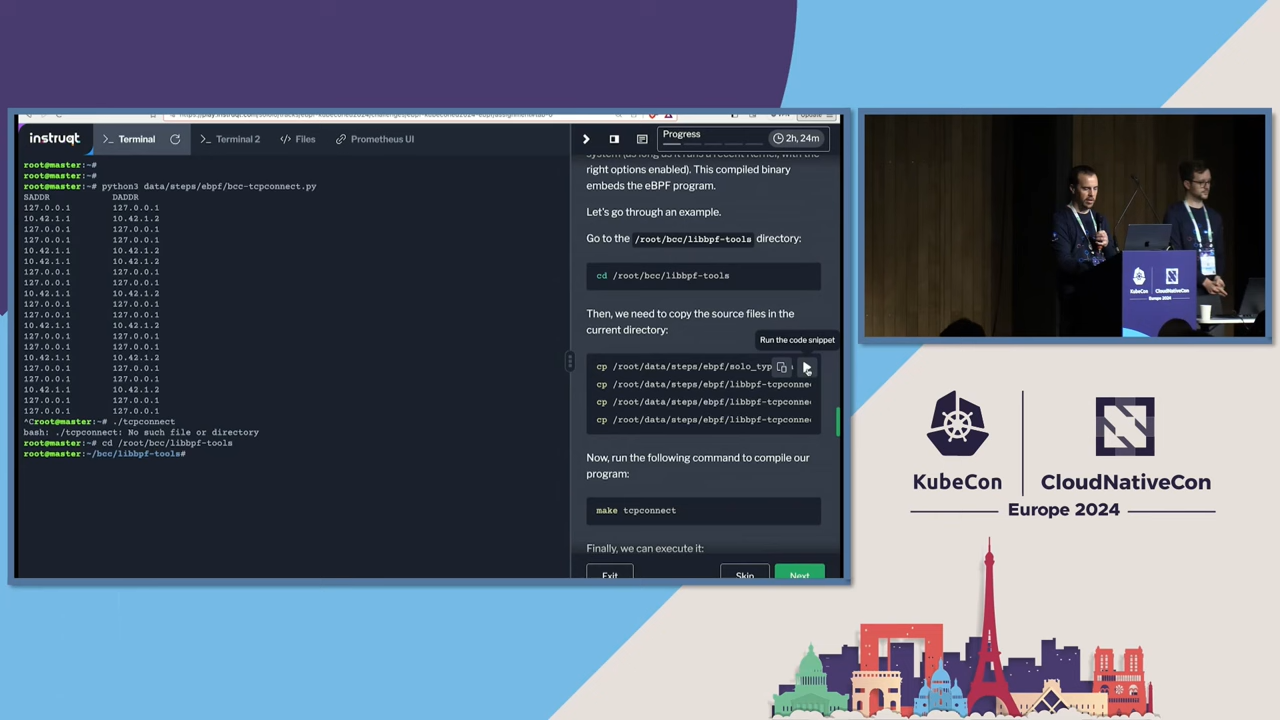 instruqt
Terminal
Terminal 2
Files
Prometheus UI
Progress
2h, 24m
root@master:~#
root@master:~#
root@master:~# python3 data/steps/ebpf/bcc-tcpconnect.py
SADDR DADDR
127.0.0.1 127.0.0.1
10.42.1.1 10.42.1.2
127.0.0.1 127.0.0.1
127.0.0.1 127.0.0.1
10.42.1.1 10.42.1.2
10.42.1.1 10.42.1.2
127.0.0.1 127.0.0.1
127.0.0.1 127.0.0.1
10.42.1.1 10.42.1.2
127.0.0.1 127.0.0.1
127.0.0.1 127.0.0.1
10.42.1.1 10.42.1.2
127.0.0.1 127.0.0.1
127.0.0.1 127.0.0.1
10.42.1.1 10.42.1.2
127.0.0.1 127.0.0.1
127.0.0.1 127.0.0.1
10.42.1.1 10.42.1.2
127.0.0.1 127.0.0.1
127.0.0.1 127.0.0.1
^Croot@master:~# ./tcpconnect
bash: ./tcpconnect: No such file or directory
root@master:~# cd /root/bcc/libbpf-tools
root@master:~/bcc/libbpf-tools#
system (as long as it runs a recent Kernel, with the
right options enabled). This compiled binary
embeds the eBPF program.
Let's go through an example.
Go to the /root/bcc/libbpf-tools directory:
cd /root/bcc/libbpf-tools
Then, we need to copy the source files in the
current directory:
Run the code snippet
cp /root/data/steps/ebpf/solo_typ
cp /root/data/steps/ebpf/libbpf-tcpconne
cp /root/data/steps/ebpf/libbpf-tcpconne
cp /root/data/steps/ebpf/libbpf-tcpconne
Now, run the following command to compile our
program:
make tcpconnect
Finally, we can execute it:
Exit
Skip
Next
KubeCon
CloudNativeCon
Europe 2024
KubeCon
CloudNativeCon
Europe 2024